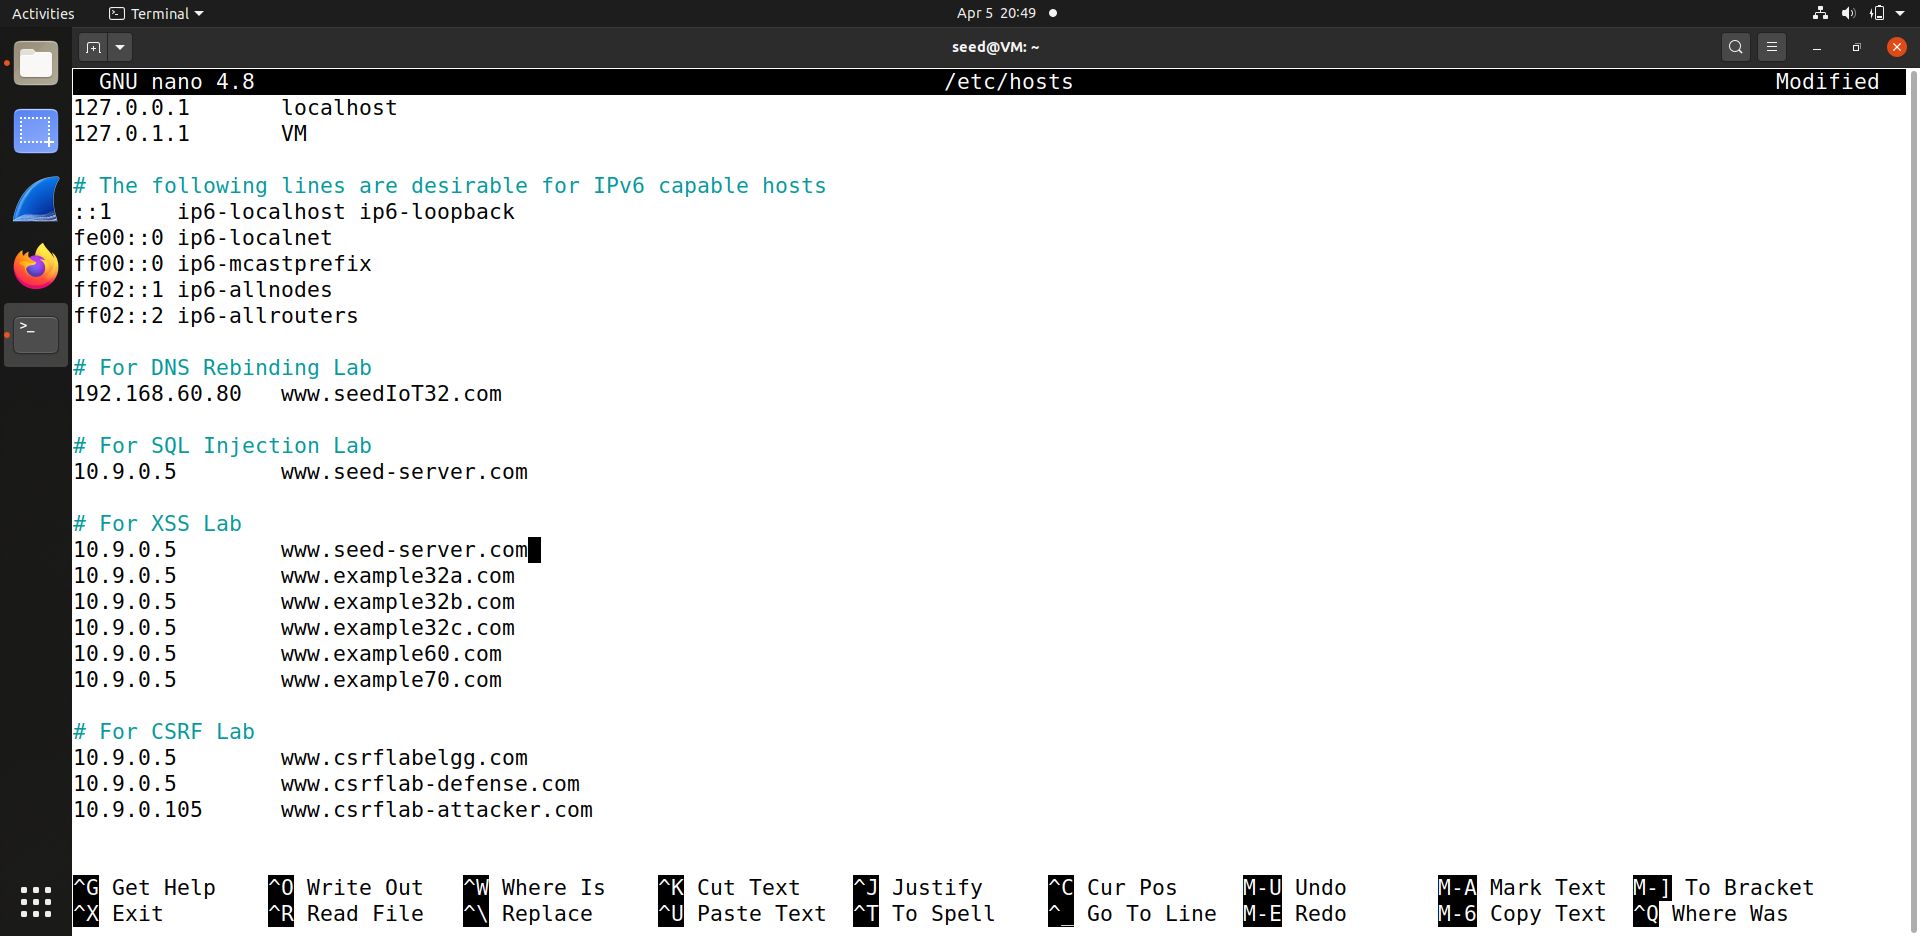 Activities Terminal Apr 5 20:49
seed@VM: ~
GNU nano 4.8 /etc/hosts Modified
127.0.0.1 localhost
127.0.1.1 VM
# The following lines are desirable for IPv6 capable hosts
::1 ip6-localhost ip6-loopback
fe00::0 ip6-localnet
ff00::0 ip6-mcastprefix
ff02::1 ip6-allnodes
ff02::2 ip6-allrouters
# For DNS Rebinding Lab
192.168.60.80 www.seedIoT32.com
# For SQL Injection Lab
10.9.0.5 www.seed-server.com
# For XSS Lab
10.9.0.5 www.seed-server.com
10.9.0.5 www.example32a.com
10.9.0.5 www.example32b.com
10.9.0.5 www.example32c.com
10.9.0.5 www.example60.com
10.9.0.5 www.example70.com
# For CSRF Lab
10.9.0.5 www.csrflabelgg.com
10.9.0.5 www.csrflab-defense.com
10.9.0.105 www.csrflab-attacker.com
^G Get Help ^O Write Out ^W Where Is ^K Cut Text ^J Justify ^C Cur Pos M-U Undo M-A Mark Text M-] To Bracket
^X Exit ^R Read File ^\ Replace ^U Paste Text ^T To Spell ^_ Go To Line M-E Redo M-6 Copy Text ^Q Where Was